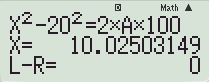 Math ▲
X²-20²=2×A×100
X= 10.02503149
L-R= 0